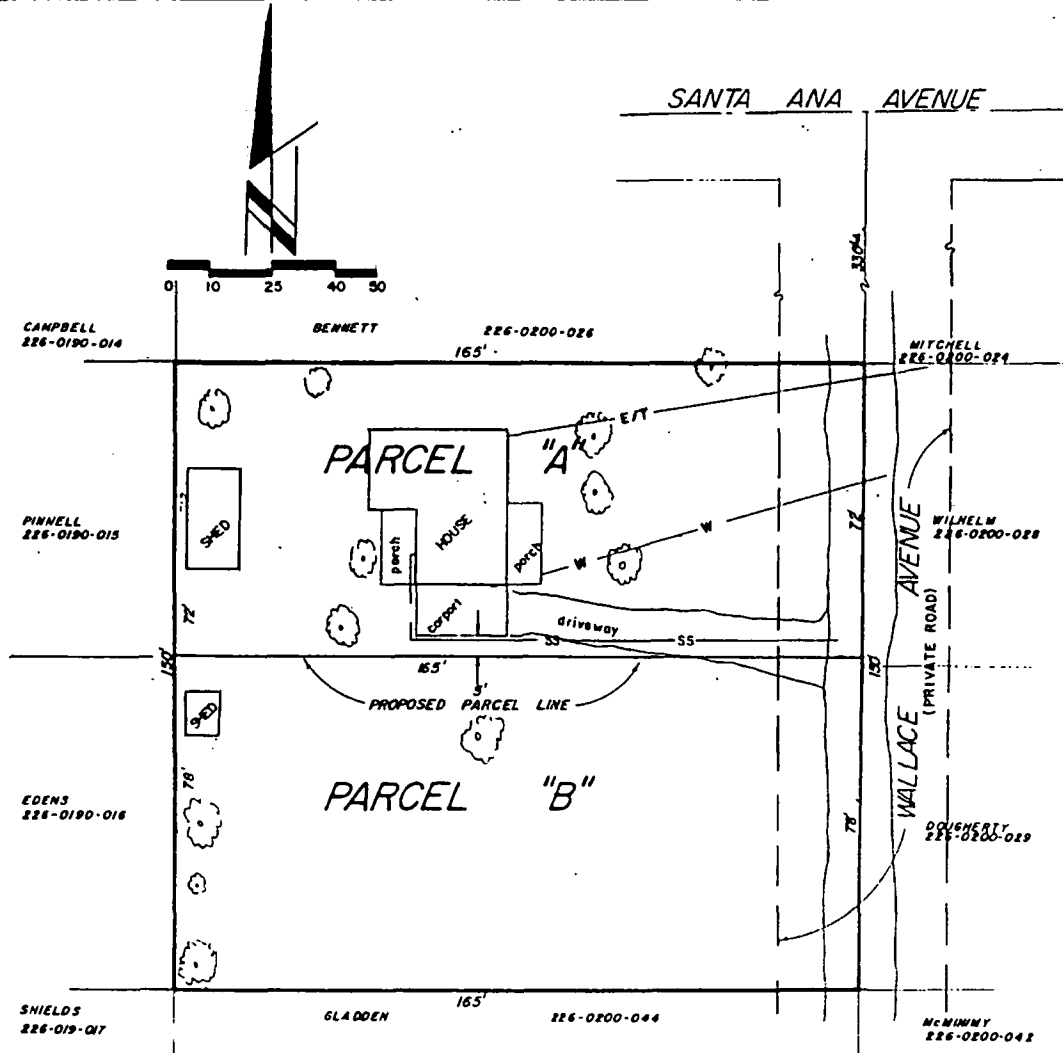 SANTA ANA AVENUE
330'±
0 10 25 40 50
CAMPBELL
226-0190-014
BENNETT
226-0200-026
165'
MITCHELL
226-0200-024
E/T
PARCEL "A"
SHED
HOUSE
porch
porch
W
W
72'
AVENUE
PINNELL
226-0190-015
WILHELM
226-0200-028
carport
driveway
SS SS
72'
150'
165'
5'
150'
(PRIVATE ROAD)
PROPOSED PARCEL LINE
SHED
78'
PARCEL "B"
WALLACE
78'
EDENS
226-0190-016
DOUGHERTY
226-0200-029
165'
SHIELDS
226-019-017
GLADDEN
226-0200-044
McMIMMY
226-0200-042